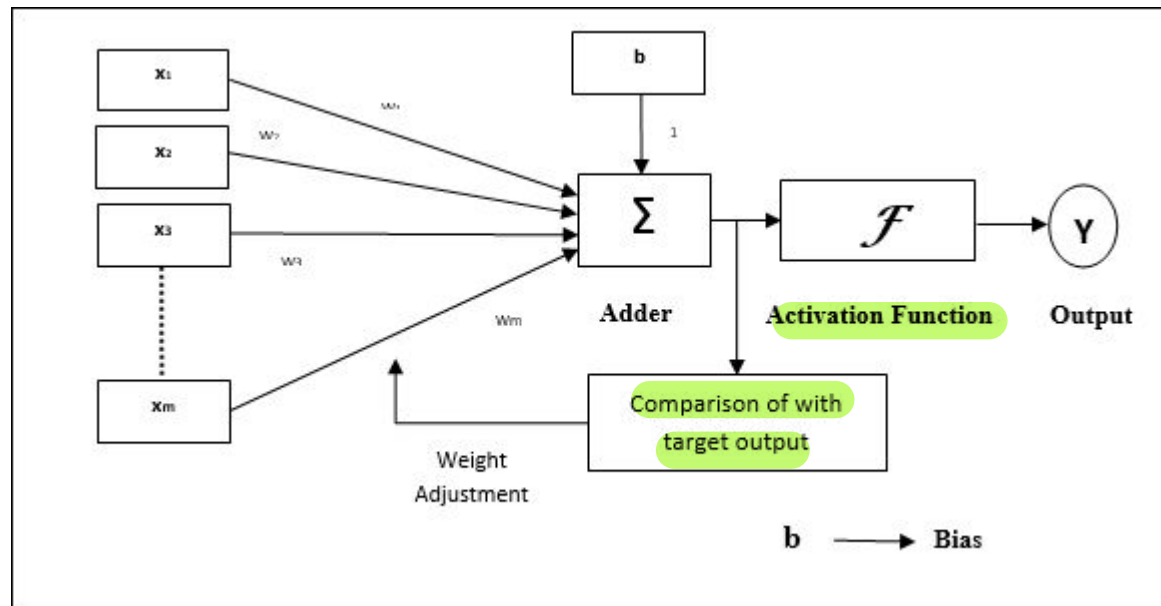 x1
b
W1
1
W2
x2
x3
Σ
ℱ
Y
W3
Adder
Activation Function
Output
Wm
xm
Comparison of with
target output
Weight
Adjustment
b
Bias